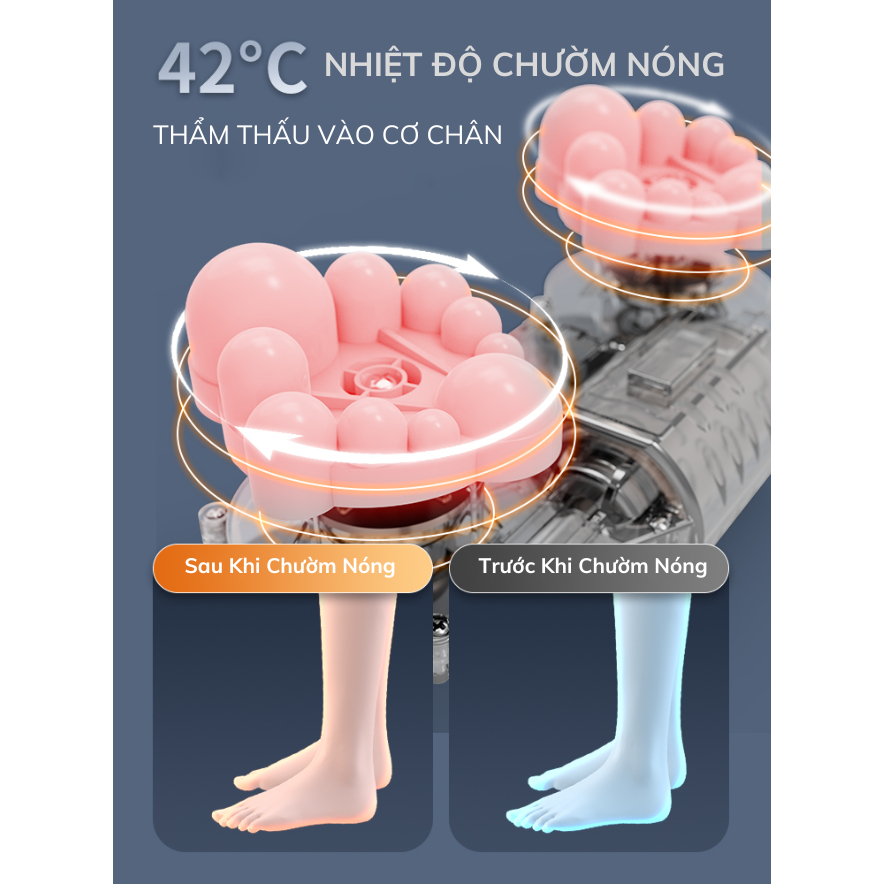 42°C NHIỆT ĐỘ CHƯỜM NÓNG
THẨM THẤU VÀO CƠ CHÂN
Sau Khi Chườm Nóng
Trước Khi Chườm Nóng